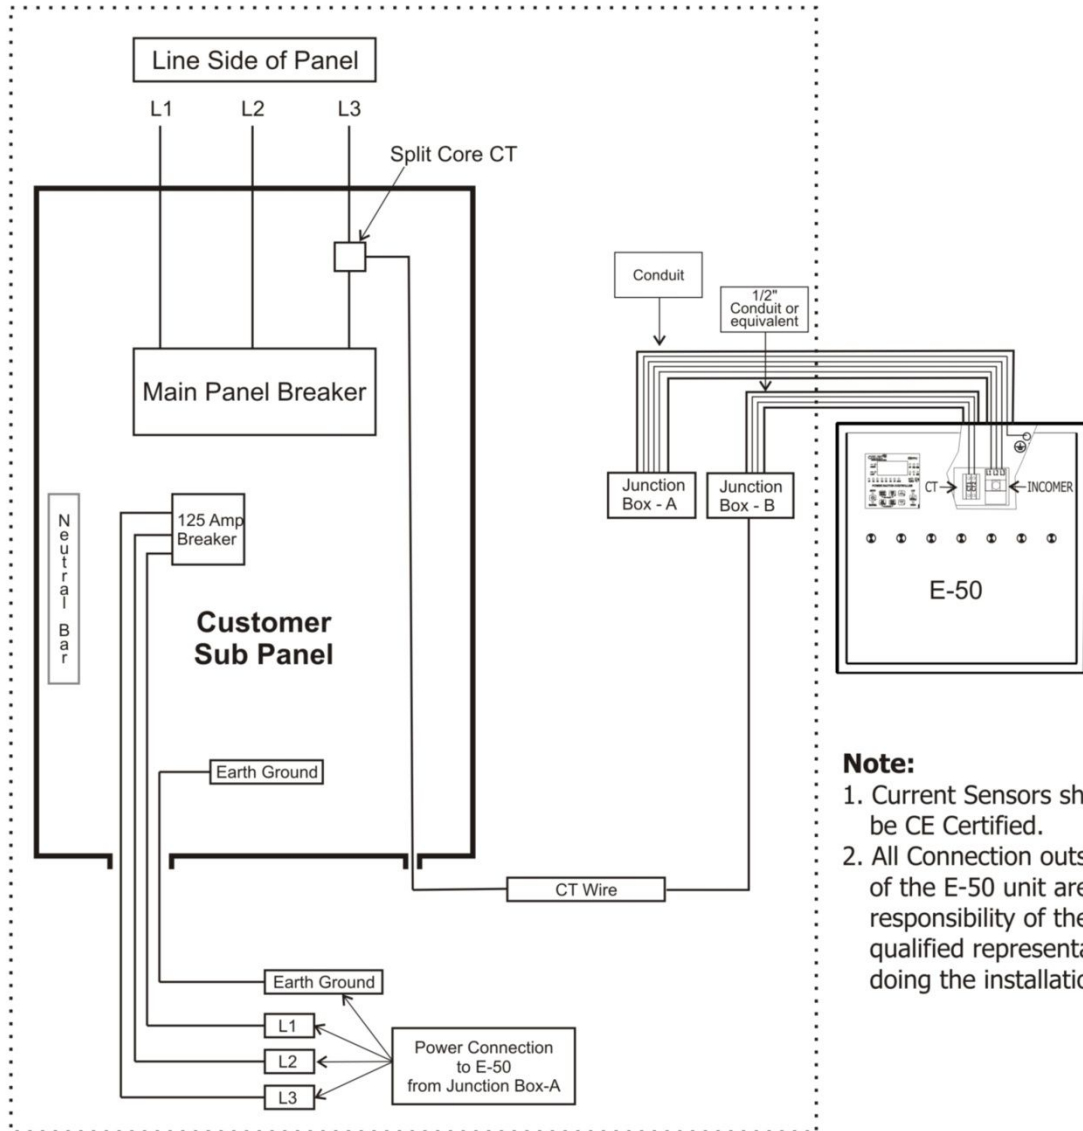 Line Side of Panel
L1
L2
L3
Split Core CT
Main Panel Breaker
Conduit
1/2"
Conduit or
equivalent
Junction
Box - A
Junction
Box - B
CT
INCOMER
E-50
Neutral Bar
125 Amp
Breaker
Customer
Sub Panel
Earth Ground
CT Wire
Earth Ground
L1
L2
L3
Power Connection
to E-50
from Junction Box-A
Note:
1. Current Sensors sh
be CE Certified.
2. All Connection outs
of the E-50 unit are
responsibility of the
qualified representa
doing the installatio